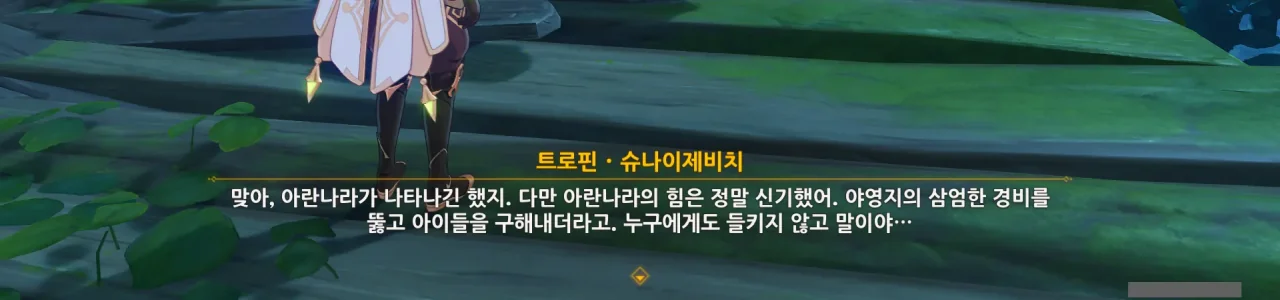 트로핀 · 슈나이제비치
맞아, 아란나라가 나타나긴 했지. 다만 아란나라의 힘은 정말 신기했어. 야영지의 삼엄한 경비를
뚫고 아이들을 구해내더라고. 누구에게도 들키지 않고 말이야…